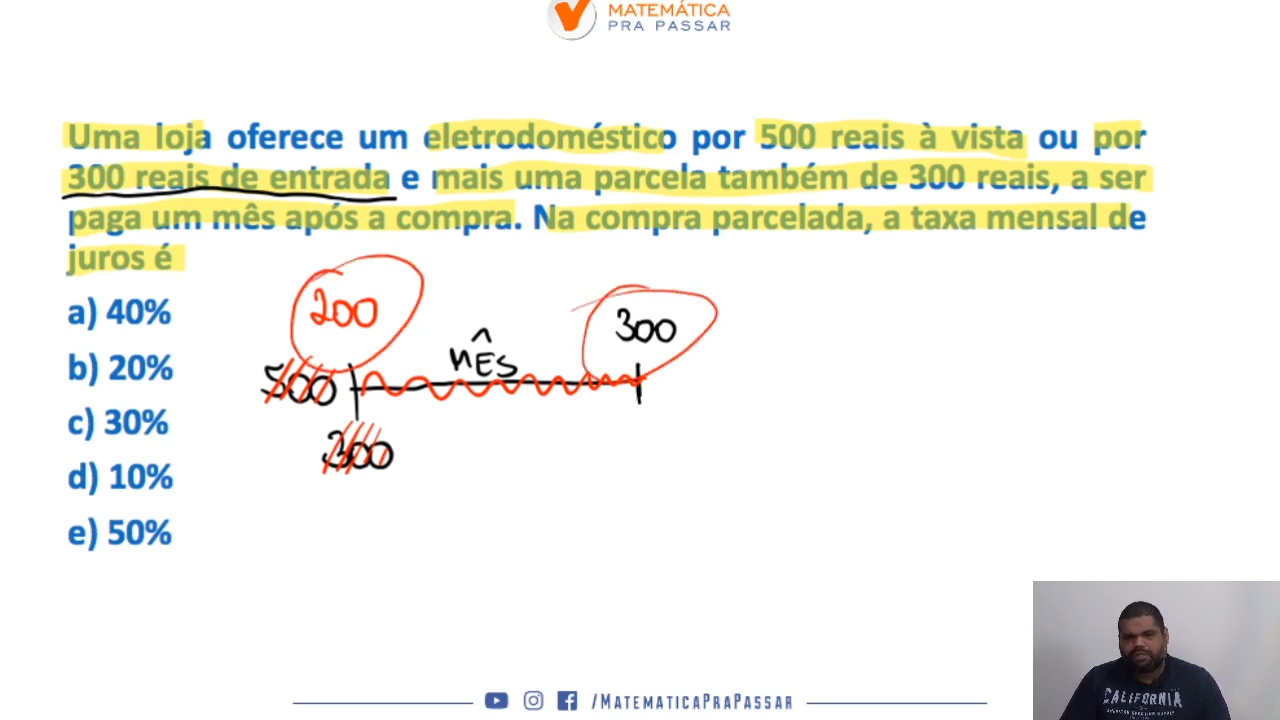 MATEMÁTICA
PRA PASSAR
Uma loja oferece um eletrodoméstico por 500 reais à vista ou por
300 reais de entrada e mais uma parcela também de 300 reais, a ser
paga um mês após a compra. Na compra parcelada, a taxa mensal de
juros é
a) 40%
b) 20%
c) 30%
d) 10%
e) 50%
200
300
MÊS
500
300
CALIFORNIA
/MATEMATICAPRAPASSAR